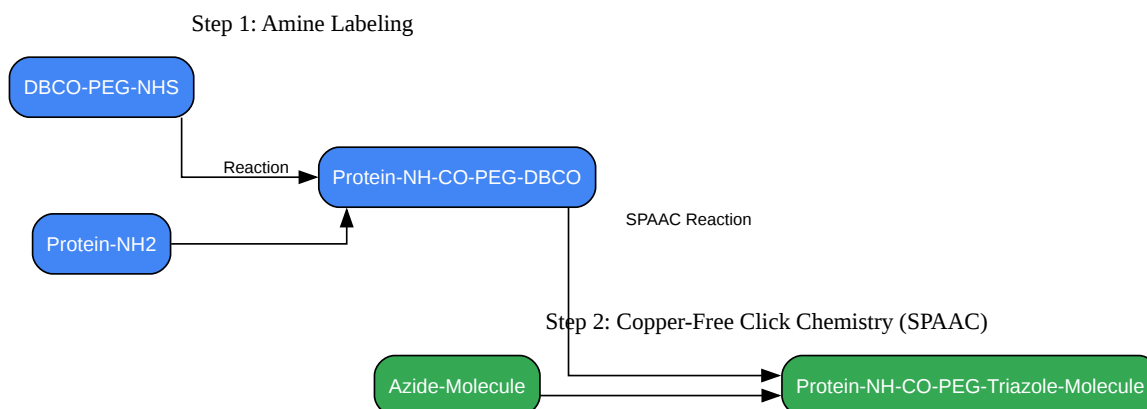 Step 1: Amine Labeling
DBCO-PEG-NHS
Reaction
Protein-NH-CO-PEG-DBCO
Protein-NH2
SPAAC Reaction
Step 2: Copper-Free Click Chemistry (SPAAC)
Azide-Molecule
Protein-NH-CO-PEG-Triazole-Molecule